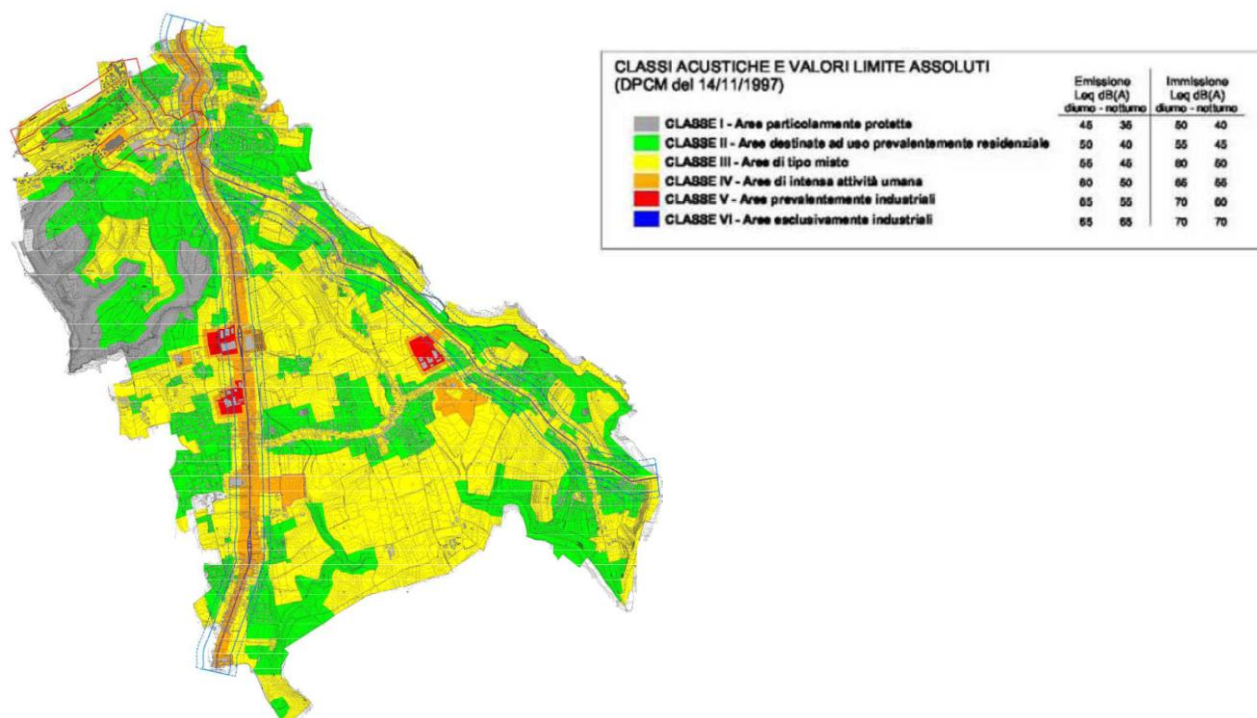 CLASSI ACUSTICHE E VALORI LIMITE ASSOLUTI
(DPCM del 14/11/1997)
Emissione Immissione
Leq dB(A) Leq dB(A)
diurno - notturno diurno - notturno
CLASSE I - Aree particolarmente protette 45 35 50 40
CLASSE II - Aree destinate ad uso prevalentemente residenziale 50 40 55 45
CLASSE III - Aree di tipo misto 55 45 60 50
CLASSE IV - Aree di intensa attività umana 60 50 65 55
CLASSE V - Aree prevalentemente industriali 65 55 70 60
CLASSE VI - Aree esclusivamente industriali 65 65 70 70